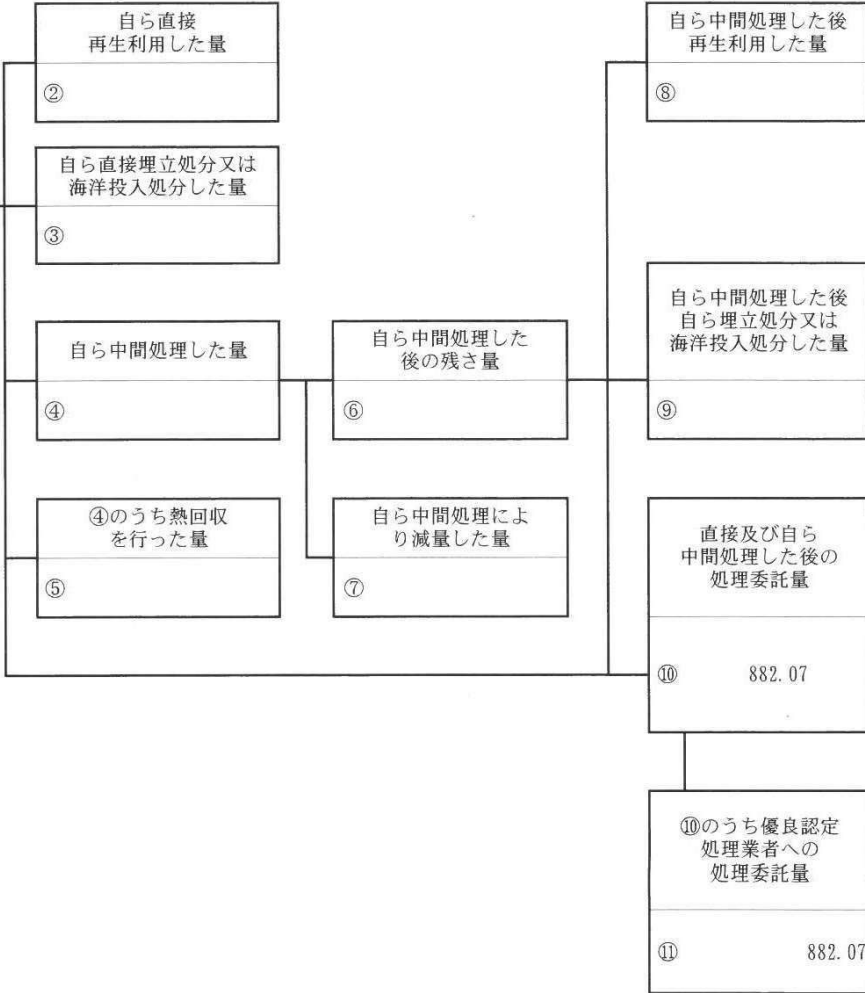 自ら直接
再生利用した量
②
自ら直接埋立処分又は
海洋投入処分した量
③
自ら中間処理した量
④
④のうち熱回収
を行った量
⑤
自ら中間処理した
後の残さ量
⑥
自ら中間処理によ
り減量した量
⑦
自ら中間処理した後
再生利用した量
⑧
自ら中間処理した後
自ら埋立処分又は
海洋投入処分した量
⑨
直接及び自ら
中間処理した後の
処理委託量
⑩ 882.07
⑩のうち優良認定
処理業者への
処理委託量
⑪ 882.07